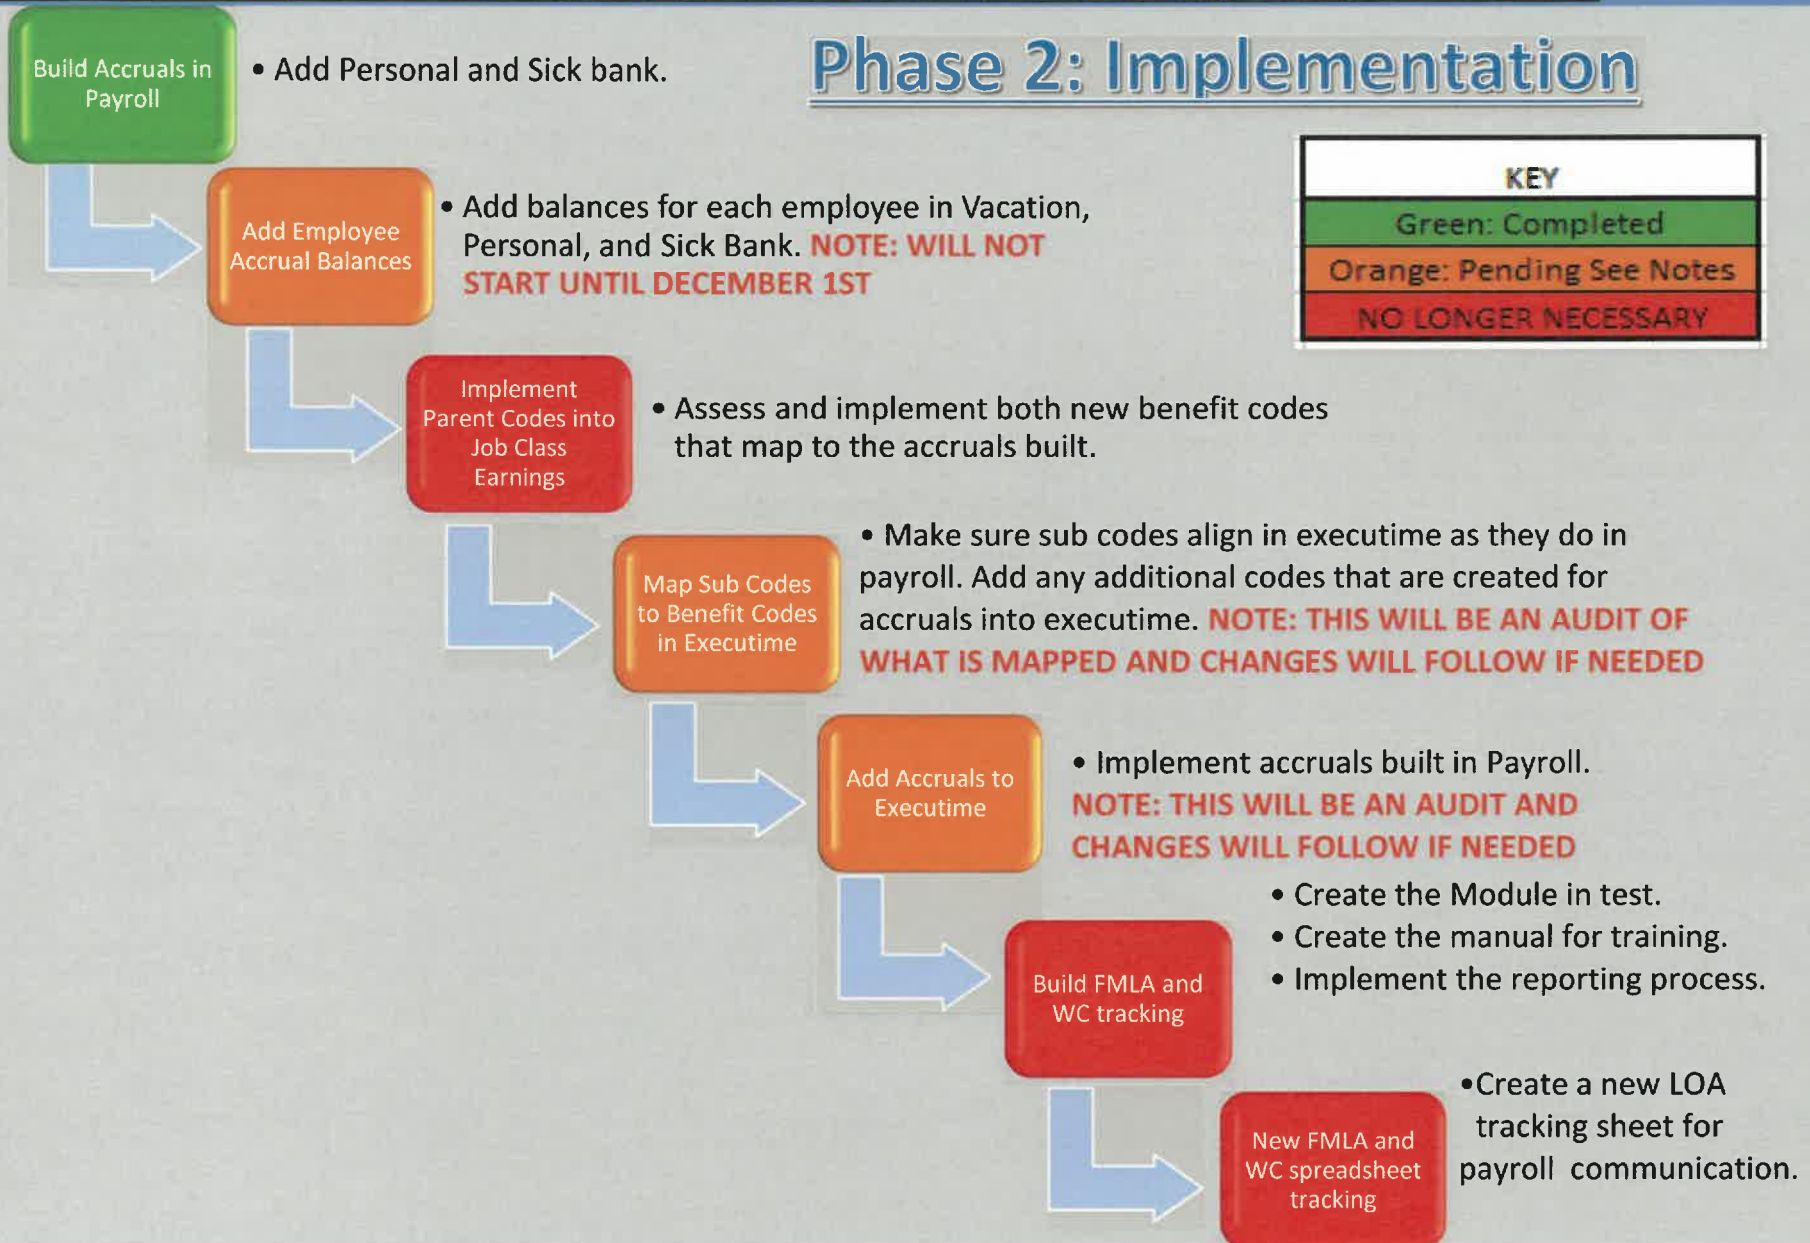 Phase 2: Implementation
Build Accruals in
Payroll
• Add Personal and Sick bank.
KEY
Green: Completed
Orange: Pending See Notes
NO LONGER NECESSARY
Add Employee
Accrual Balances
• Add balances for each employee in Vacation,
Personal, and Sick Bank. NOTE: WILL NOT
START UNTIL DECEMBER 1ST
Implement
Parent Codes into
Job Class
Earnings
• Assess and implement both new benefit codes
that map to the accruals built.
Map Sub Codes
to Benefit Codes
in Executime
• Make sure sub codes align in executime as they do in
payroll. Add any additional codes that are created for
accruals into executime. NOTE: THIS WILL BE AN AUDIT OF
WHAT IS MAPPED AND CHANGES WILL FOLLOW IF NEEDED
Add Accruals to
Executime
• Implement accruals built in Payroll.
NOTE: THIS WILL BE AN AUDIT AND
CHANGES WILL FOLLOW IF NEEDED
Build FMLA and
WC tracking
• Create the Module in test.
• Create the manual for training.
• Implement the reporting process.
New FMLA and
WC spreadsheet
tracking
•Create a new LOA
tracking sheet for
payroll communication.